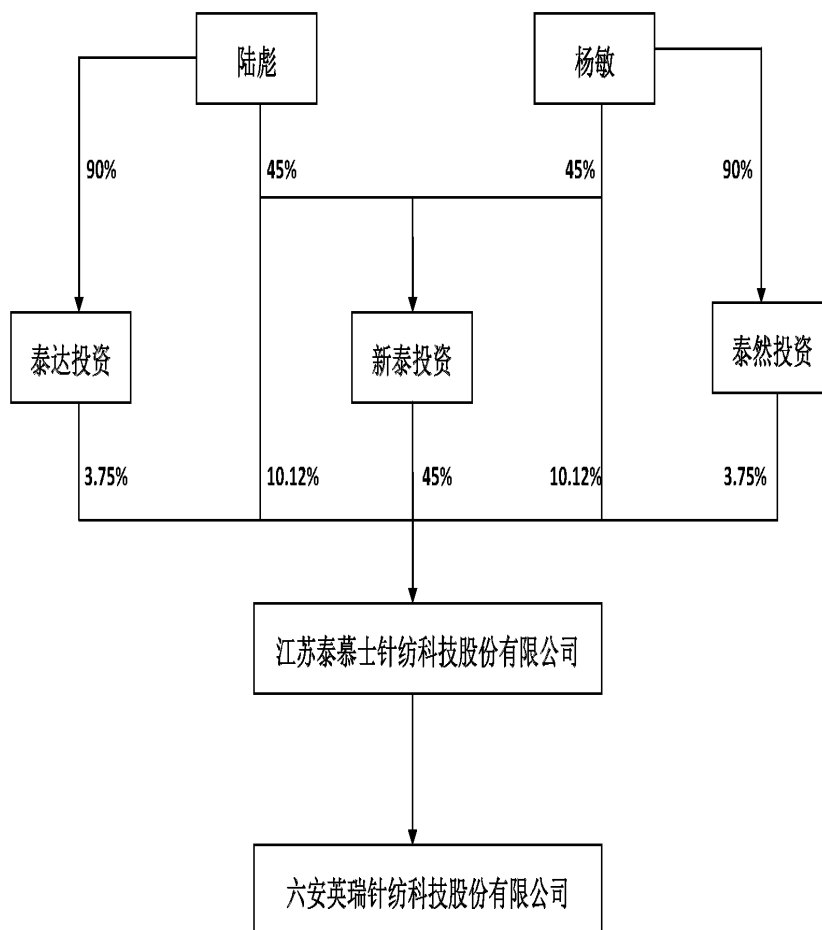 陆彪
杨敏
90%
45%
45%
90%
泰达投资
新泰投资
泰然投资
3.75%
10.12%
45%
10.12%
3.75%
江苏泰慕士针纺科技股份有限公司
六安英瑞针纺科技股份有限公司